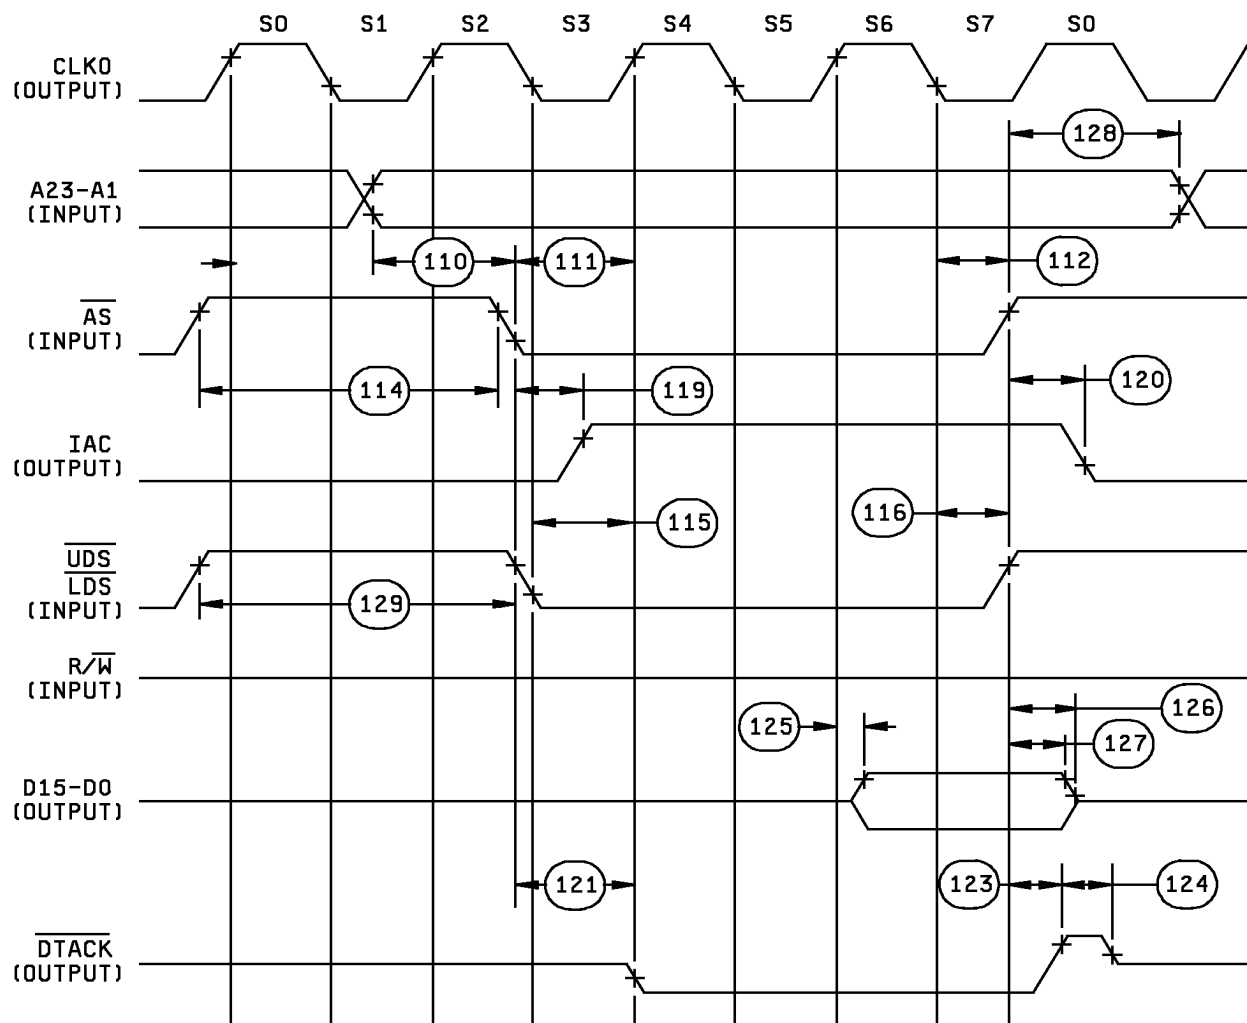 S0 S1 S2 S3 S4 S5 S6 S7 S0
CLKO
(OUTPUT)
128
A23-A1
(INPUT)
110 111 112
AS
(INPUT)
114 119 120
IAC
(OUTPUT)
115 116
UDS
LDS
(INPUT)
129
R/W
(INPUT)
125 126
127
D15-D0
(OUTPUT)
121 123 124
DTACK
(OUTPUT)